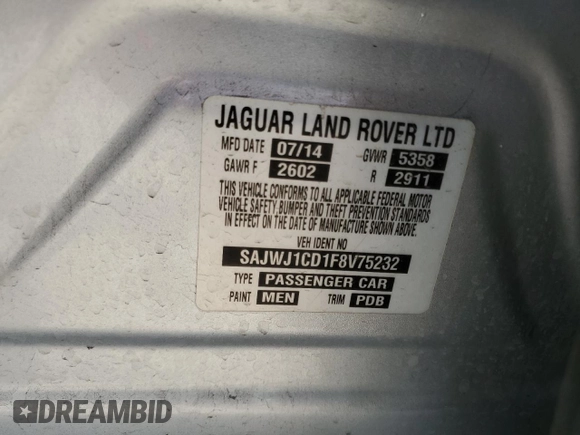 JAGUAR LAND ROVER LTD
MFD DATE 07/14 GVWR 5358
GAWR F 2602 R 2911
THIS VEHICLE CONFORMS TO ALL APPLICABLE FEDERAL MOTOR
VEHICLE SAFETY, BUMPER AND THEFT PREVENTION STANDARDS
IN EFFECT ON THE DATE OF MANUFACTURE SHOWN ABOVE
VEH IDENT NO
SAJWJ1CD1F8V75232
TYPE PASSENGER CAR
PAINT MEN TRIM PDB
DREAMBID